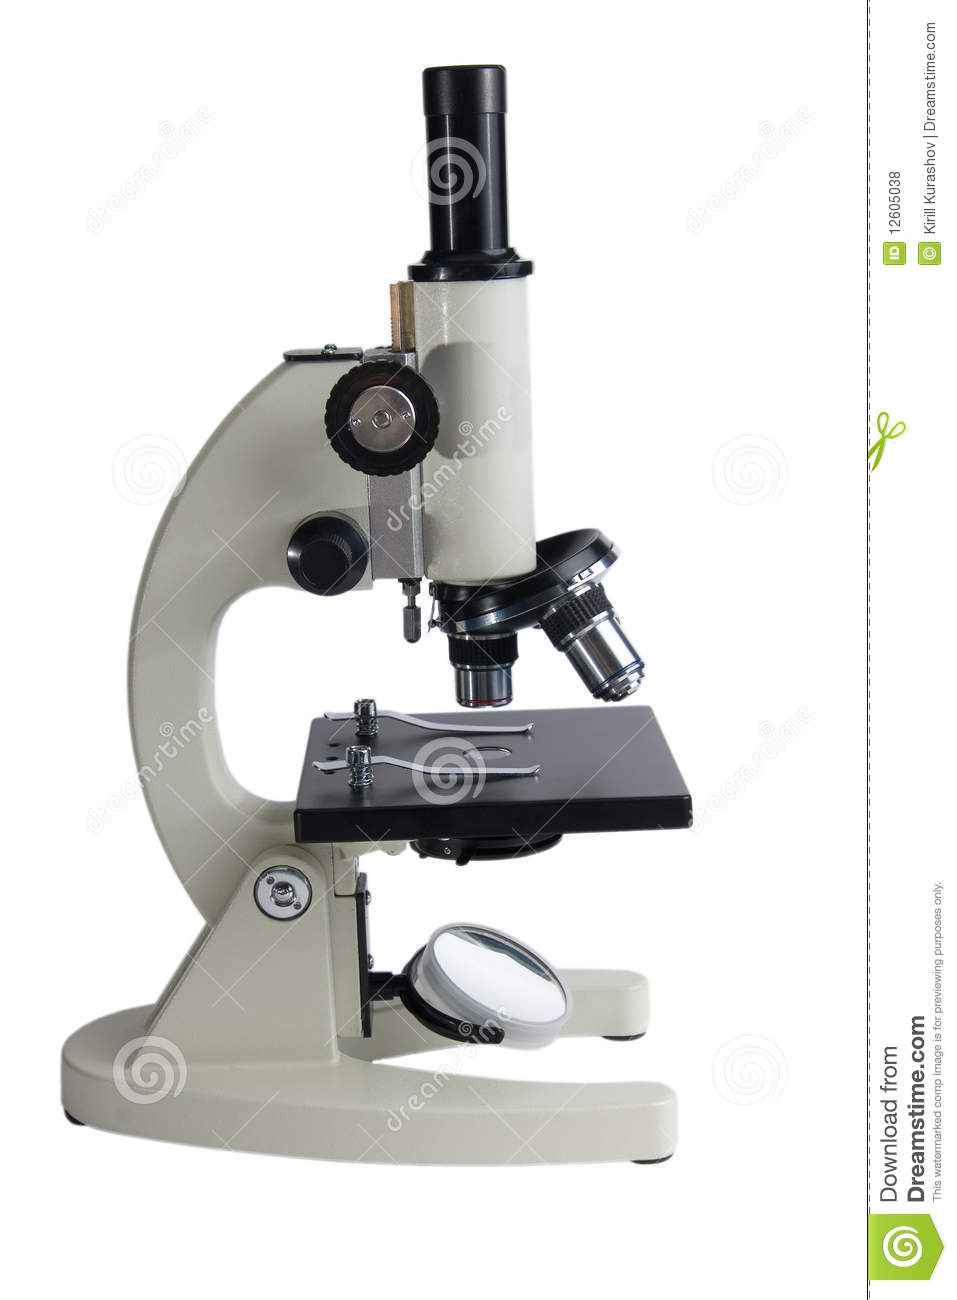 12605038
ID
Kirill Kurashov | Dreamstime.com
©
Download from
Dreamstime.com
This watermarked comp image is for previewing purposes only.
dreamstime
dreamstime
dreamstime
dreamstime
dreamstime
dreamstime